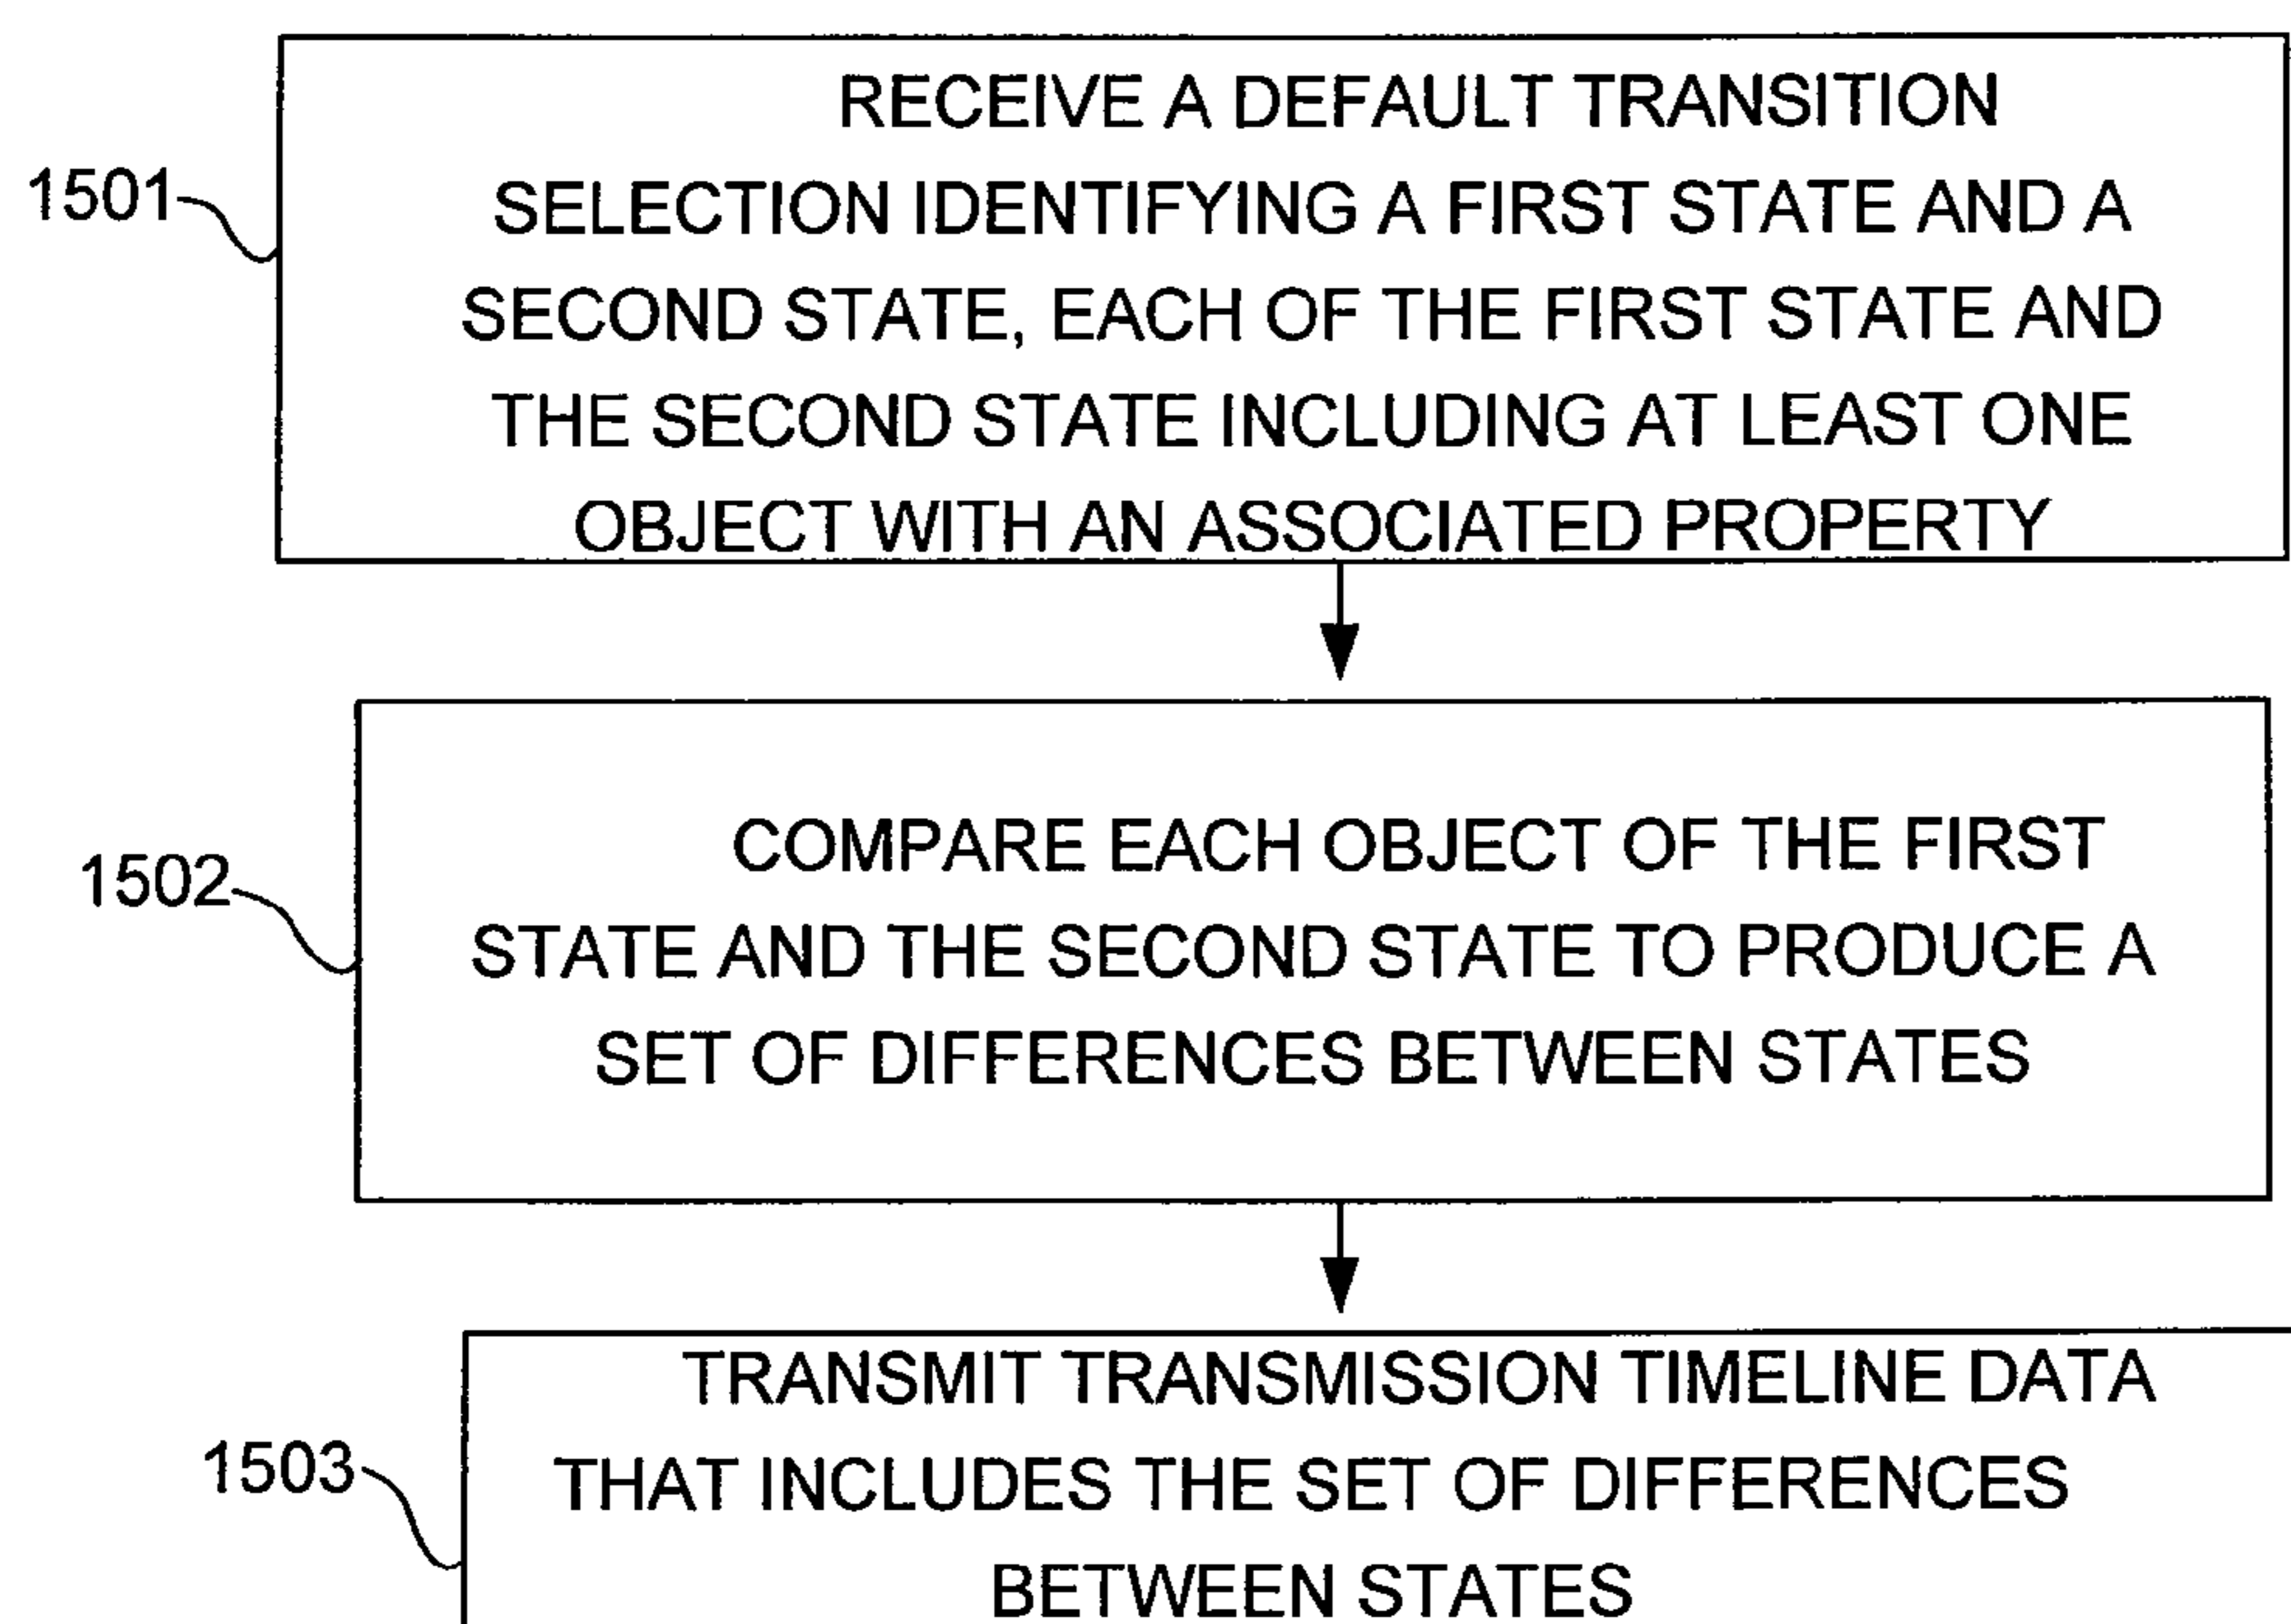 RECEIVE A DEFAULT TRANSITION
1501
SELECTION IDENTIFYING A FIRST STATE AND A
SECOND STATE, EACH OF THE FIRST STATE AND
THE SECOND STATE INCLUDING AT LEAST ONE
OBJECT WITH AN ASSOCIATED PROPERTY
COMPARE EACH OBJECT OF THE FIRST
1502
STATE AND THE SECOND STATE TO PRODUCE A
SET OF DIFFERENCES BETWEEN STATES
TRANSMIT TRANSMISSION TIMELINE DATA
1503
THAT INCLUDES THE SET OF DIFFERENCES
BETWEEN STATES